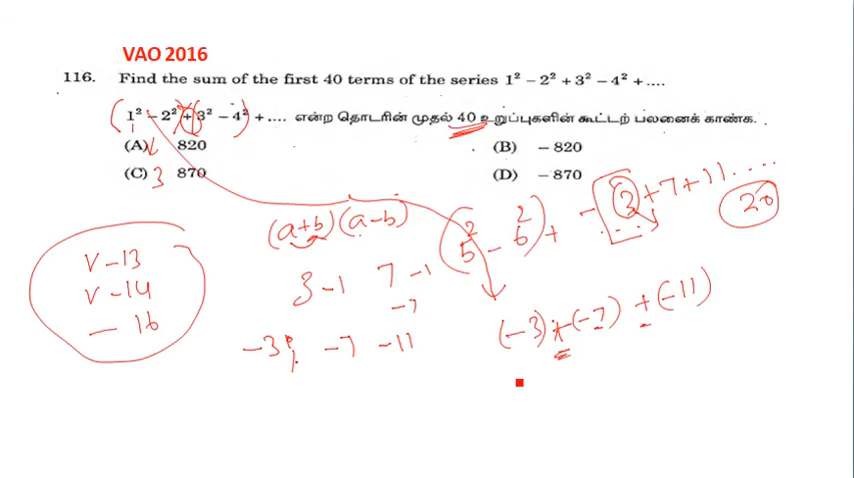 VAO 2016
116. Find the sum of the first 40 terms of the series 1² – 2² + 3² – 4² + ....
(1² – 2²) + (3² – 4²) + .... என்ற தொடரின் முதல் 40 உறுப்புகளின் கூட்டற் பலனைக் காண்க.
(A) 820 (B) – 820
(C) 3 870 (D) – 870
(a+b)(a–b) (5² – 6²) + – 3 + 7 + 11 .... 20
V – 13
V – 14
– 16
3 –1 7 –1
–7
–3, –7 –11
(–3) + (–7) + (–11)